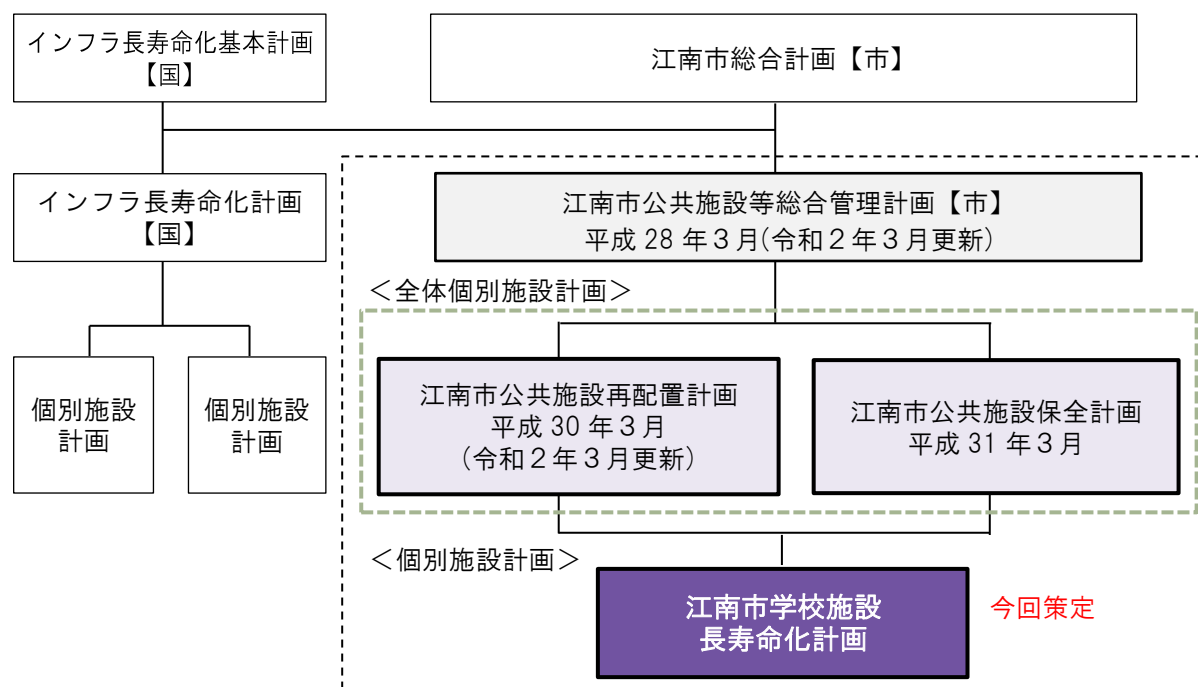 インフラ長寿命化基本計画
【国】
江南市総合計画【市】
インフラ長寿命化計画
【国】
江南市公共施設等総合管理計画【市】
平成 28 年３月(令和２年３月更新)
＜全体個別施設計画＞
個別施設
計画
個別施設
計画
江南市公共施設再配置計画
平成 30 年３月
(令和２年３月更新)
江南市公共施設保全計画
平成 31 年３月
＜個別施設計画＞
江南市学校施設
長寿命化計画
今回策定